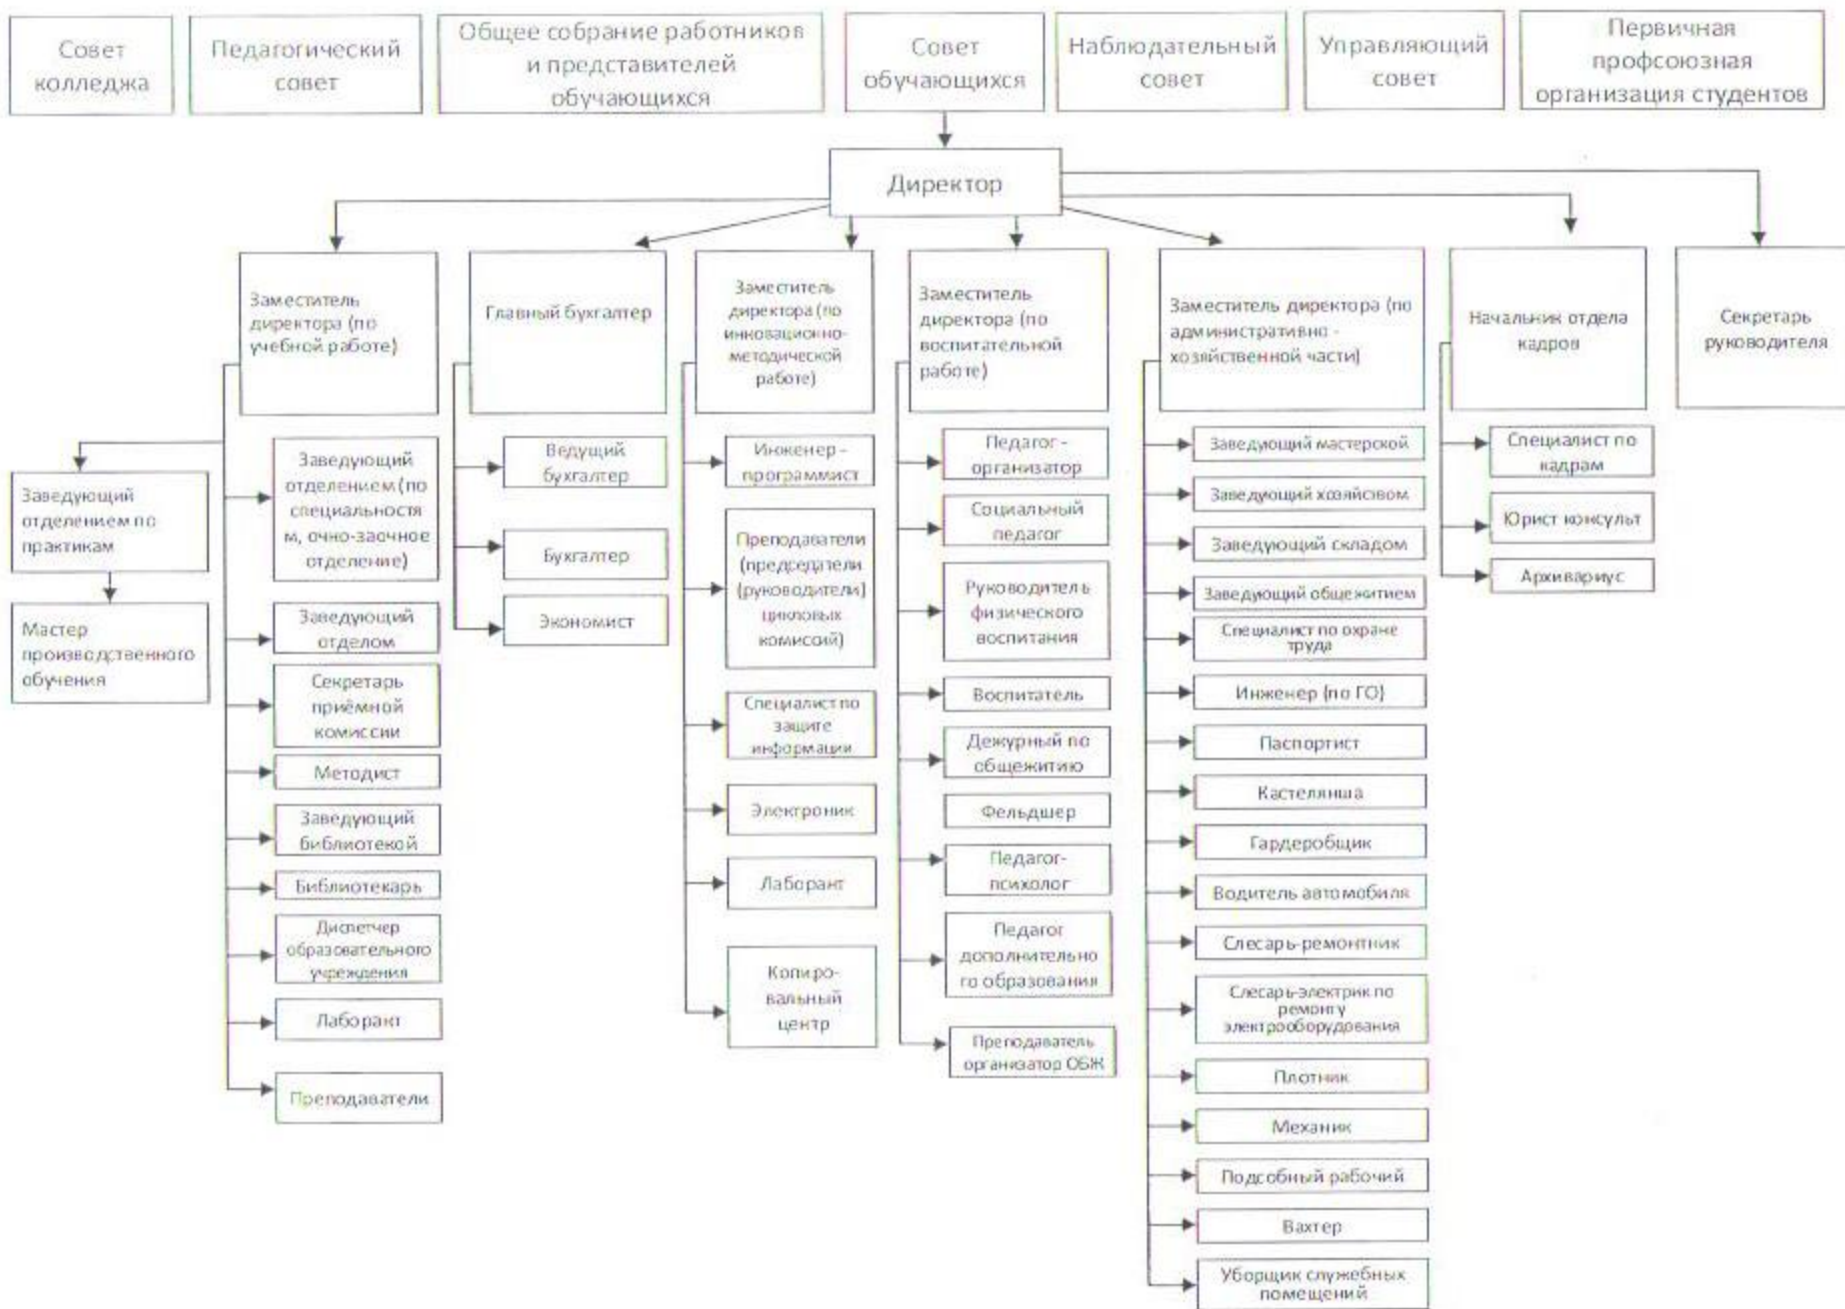 Совет
колледжа
Педагогический
совет
Общее собрание работников
и представителей
обучающихся
Совет
обучающихся
Наблюдательный
совет
Управляющий
совет
Первичная
профсоюзная
организация студентов
Директор
Заместитель
директора (по
учебной работе)
Главный бухгалтер
Заместитель
директора (по
инновационно-
методической
работе)
Заместитель
директора (по
воспитательной
работе)
Заместитель директора (по
административно -
хозяйственной части)
Начальник отдела
кадров
Секретарь
руководителя
Заведующий
отделением по
практикам
Мастер
производственного
обучения
Заведующий
отделением (по
специальностя
м, очно-заочное
отделение)
Заведующий
отделом
Секретарь
приёмной
комиссии
Методист
Заведующий
библиотекой
Библиотекарь
Диспетчер
образовательного
учреждения
Лаборант
Преподаватели
Ведущий
бухгалтер
Бухгалтер
Экономист
Инженер -
программист
Преподаватели
(председатели
(руководители)
цикловых
комиссий)
Специалист по
защите
информации
Электроник
Лаборант
Копиро-
вальный
центр
Педагог -
организатор
Социальный
педагог
Руководитель
физического
воспитания
Воспитатель
Дежурный по
общежитию
Фельдшер
Педагог-
психолог
Педагог
дополнительно
го образования
Преподаватель
организатор ОБЖ
Заведующий мастерской
Заведующий хозяйством
Заведующий складом
Заведующий общежитием
Специалист по охране
труда
Инженер (по ГО)
Паспортист
Кастелянша
Гардеробщик
Водитель автомобиля
Слесарь-ремонтник
Слесарь-электрик по
ремонту
электрооборудования
Плотник
Механик
Подсобный рабочий
Вахтер
Уборщик служебных
помещений
Специалист по
кадрам
Юрист консульт
Архивариус